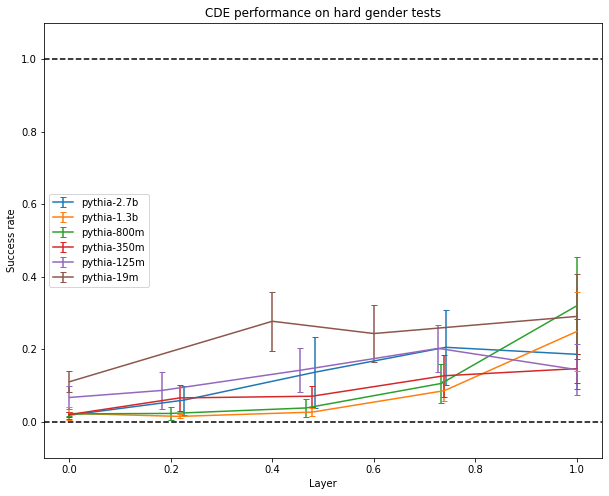 CDE performance on hard gender tests
Success rate
1.0
0.8
0.6
0.4
0.2
0.0
pythia-2.7b
pythia-1.3b
pythia-800m
pythia-350m
pythia-125m
pythia-19m
0.0 0.2 0.4 0.6 0.8 1.0
Layer